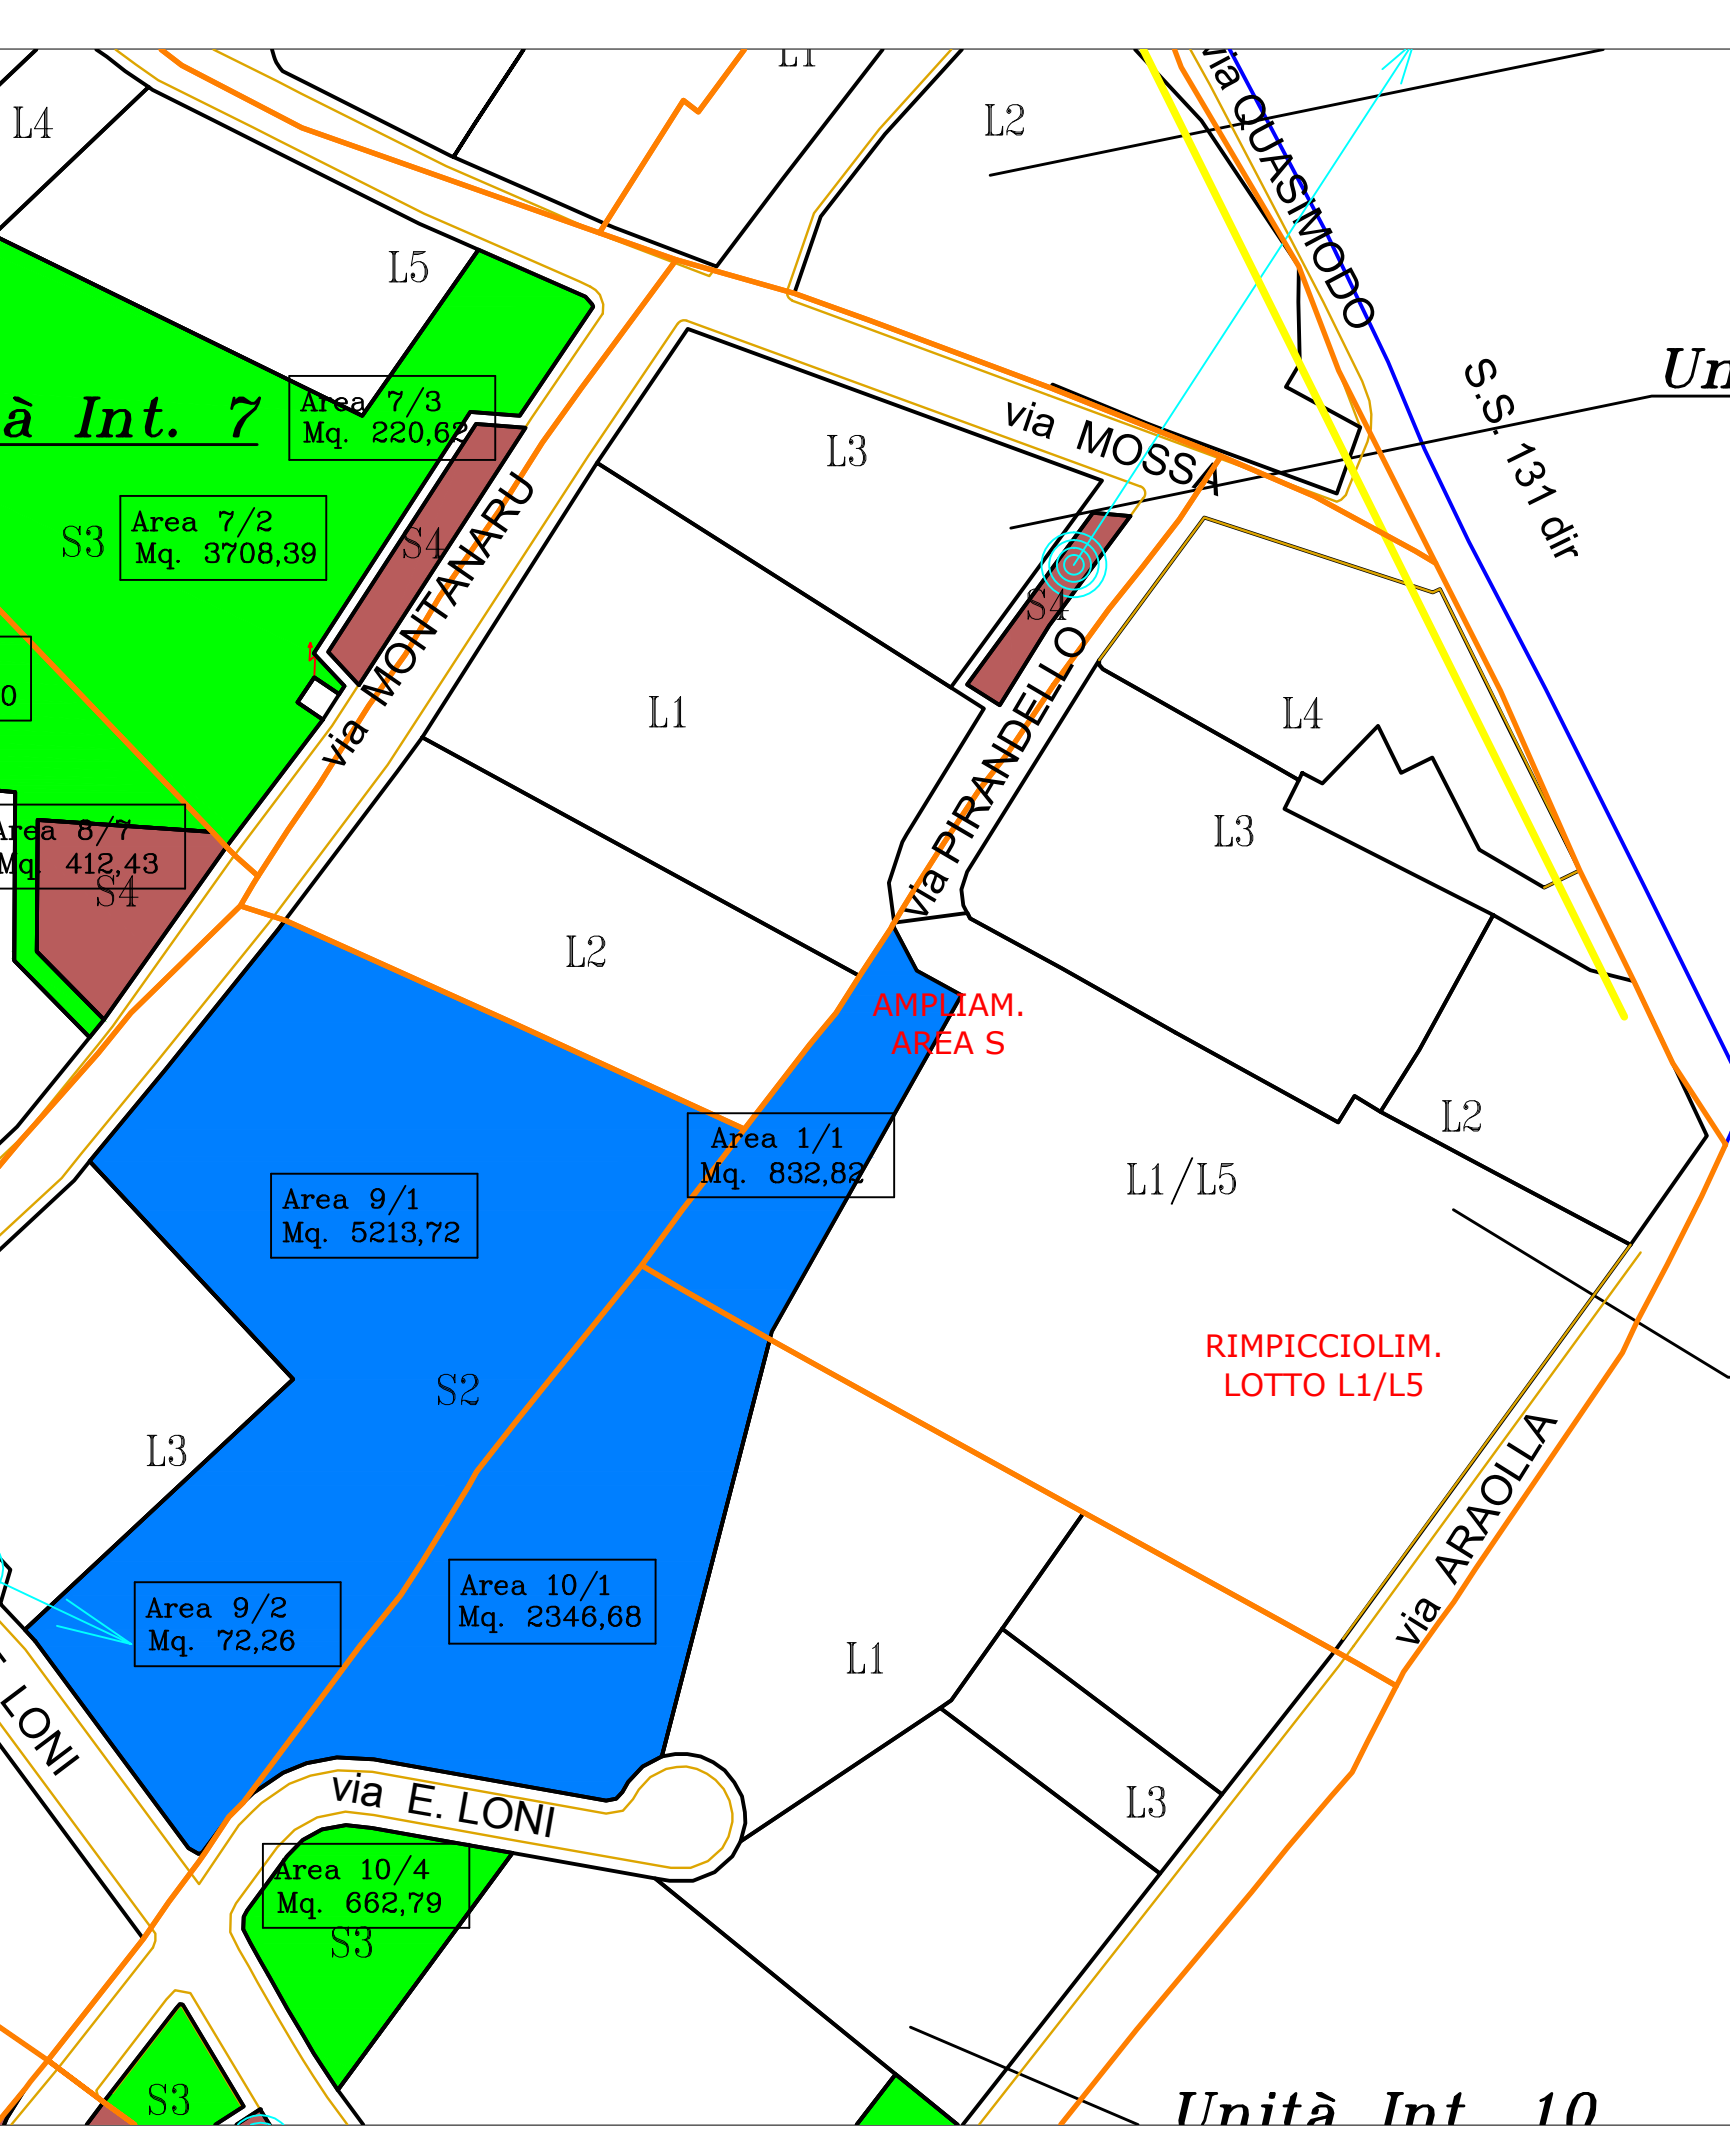 L1
L4
L2
via QUASIMODO
L5
S.S. 131 dir
à Int. 7
Area 7/3
Mq. 220,62
via MOSSA
L3
S3
Area 7/2
Mq. 3708,39
S4
via MONTANARU
S4
via PIRANDELLO
0
L1
L4
Area 8/7
Mq. 412,43
S4
L3
L2
AMPLIAM.
AREA S
L2
Area 1/1
Mq. 832,82
L1/L5
Area 9/1
Mq. 5213,72
RIMPICCIOLIM.
LOTTO L1/L5
S2
L3
via ARAOLLA
Area 9/2
Mq. 72,26
Area 10/1
Mq. 2346,68
L1
LONI
via E. LONI
L3
Area 10/4
Mq. 662,79
S3
S3
Unità Int. 10